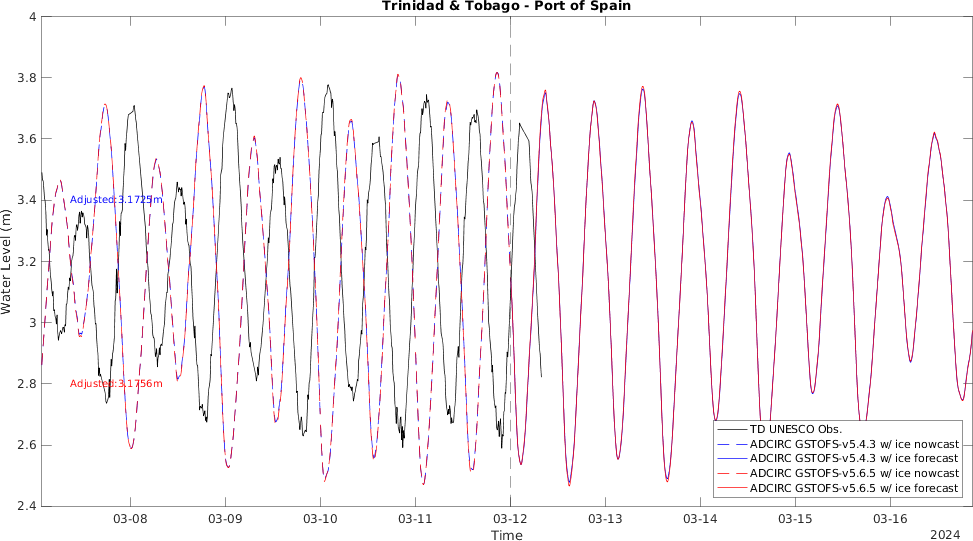 Trinidad & Tobago - Port of Spain
4
3.8
3.6
3.4
3.2
3
2.8
2.6
2.4
Water Level (m)
Adjusted:3.1725m
Adjusted:3.1756m
TD UNESCO Obs.
ADCIRC GSTOFS-v5.4.3 w/ ice nowcast
ADCIRC GSTOFS-v5.4.3 w/ ice forecast
ADCIRC GSTOFS-v5.6.5 w/ ice nowcast
ADCIRC GSTOFS-v5.6.5 w/ ice forecast
03-08 03-09 03-10 03-11 03-12 03-13 03-14 03-15 03-16
Time
2024